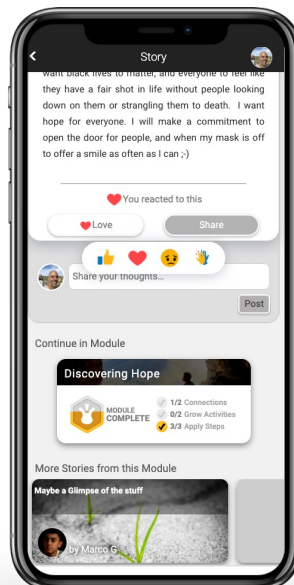 Story
want black lives to matter, and everyone to feel like
they have a fair shot in life without people looking
down on them or strangling them to death. I want
hope for everyone. I will make a commitment to
open the door for people, and when my mask is off
to offer a smile as often as I can ;-)
You reacted to this
Love
Share
Share your thoughts...
Post
Continue in Module
Discovering Hope
MODULE
COMPLETE
1/2 Connections
0/2 Grow Activities
3/3 Apply Steps
More Stories from this Module
Maybe a Glimpse of the stuff
by Marco G